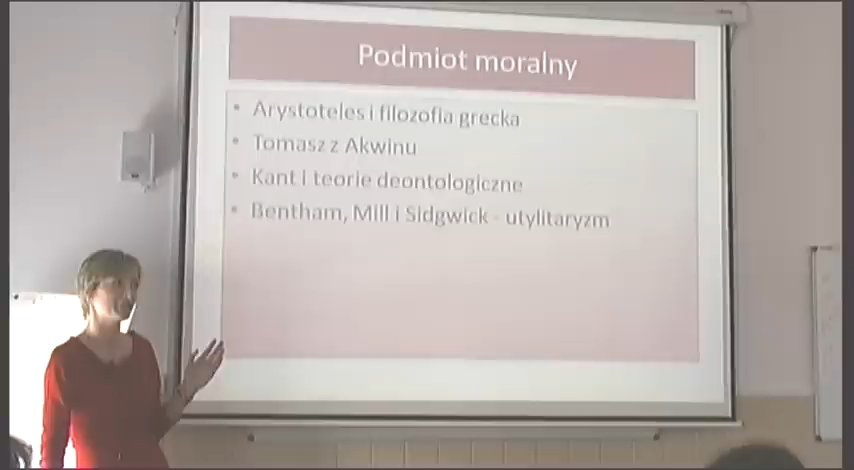 Podmiot moralny
• Arystoteles i filozofia grecka
• Tomasz z Akwinu
• Kant i teorie deontologiczne
• Bentham, Mill i Sidgwick - utylitaryzm